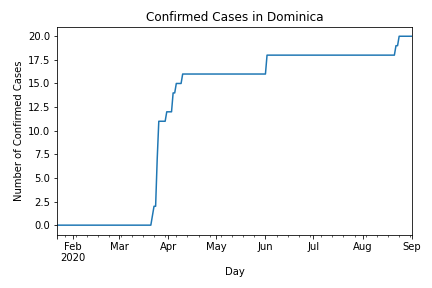 Confirmed Cases in Dominica
Number of Confirmed Cases
20.0
17.5
15.0
12.5
10.0
7.5
5.0
2.5
0.0
Feb Mar Apr May Jun Jul Aug Sep
2020
Day